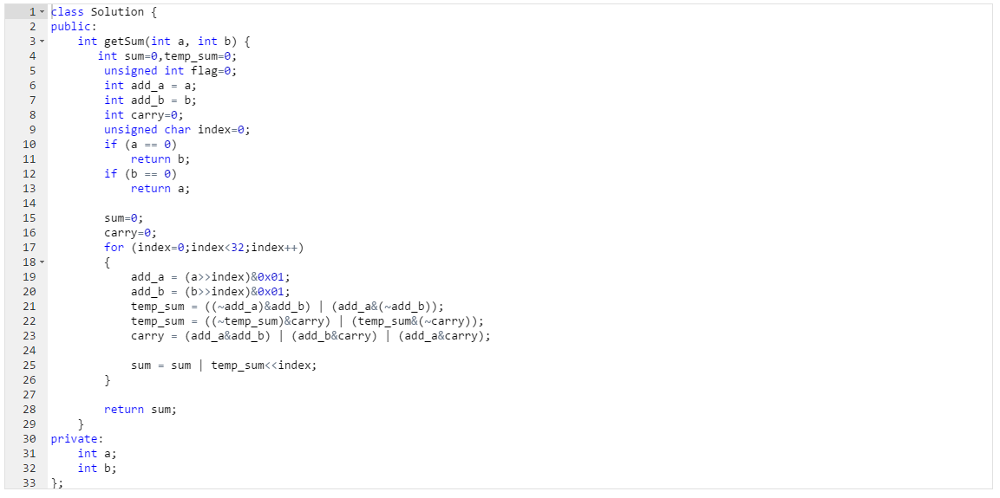 1 class Solution {
2 public:
3     int getSum(int a, int b) {
4        int sum=0,temp_sum=0;
5         unsigned int flag=0;
6         int add_a = a;
7         int add_b = b;
8         int carry=0;
9         unsigned char index=0;
10         if (a == 0)
11             return b;
12         if (b == 0)
13             return a;
14
15         sum=0;
16         carry=0;
17         for (index=0;index<32;index++)
18         {
19             add_a = (a>>index)&0x01;
20             add_b = (b>>index)&0x01;
21             temp_sum = ((~add_a)&add_b) | (add_a&(~add_b));
22             temp_sum = ((~temp_sum)&carry) | (temp_sum&(~carry));
23             carry = (add_a&add_b) | (add_b&carry) | (add_a&carry);
24
25             sum = sum | temp_sum<<index;
26         }
27
28         return sum;
29     }
30 private:
31     int a;
32     int b;
33 };